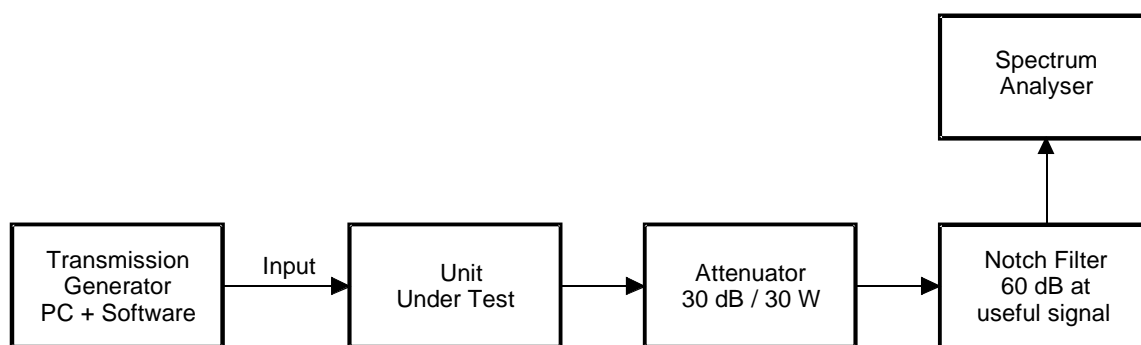 Spectrum
Analyser
Transmission
Generator
PC + Software
Input
Unit
Under Test
Attenuator
30 dB / 30 W
Notch Filter
60 dB at
useful signal